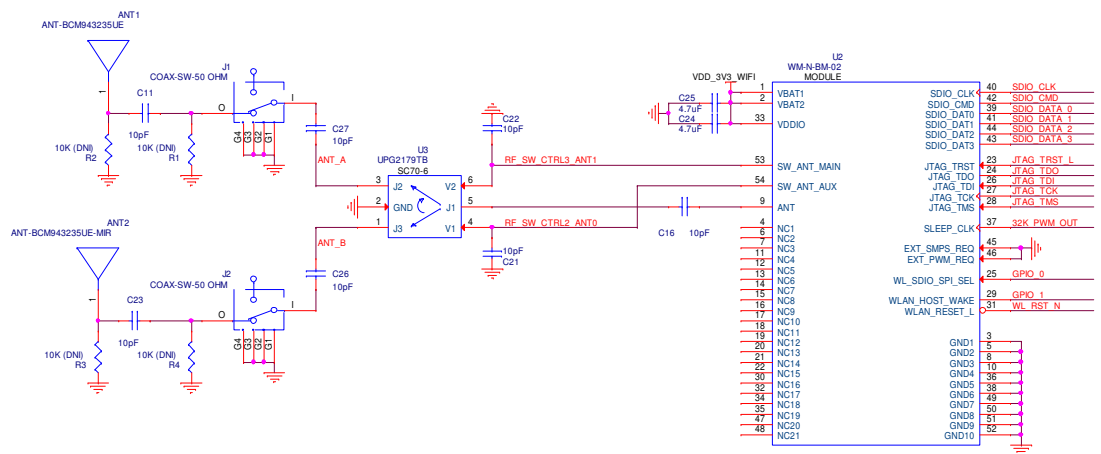 ANT1
ANT-BCM943235UE
1
R2
10K (DNI)
C11
10pF
R1
10K (DNI)
J1
COAX-SW-50 OHM
O
I
G4
G3
G2
G1
C27
10pF
ANT_A
ANT2
ANT-BCM943235UE-MIR
1
10K (DNI)
R3
C23
10pF
10K (DNI)
R4
J2
COAX-SW-50 OHM
O
I
G4
G3
G2
G1
ANT_B
C26
10pF
U3
UPG2179TB
SC70-6
3 J2 V2 6
2 GND J1 5
1 J3 V1 4
C22
10pF
RF_SW_CTRL3_ANT1
RF_SW_CTRL2_ANT0
10pF
C21
C16 10pF
VDD_3V3_WIFI
C25
4.7uF
C24
4.7uF
U2
WM-N-BM-02
MODULE
1 VBAT1
2 VBAT2
33 VDDIO
53 SW_ANT_MAIN
54 SW_ANT_AUX
9 ANT
4 NC1
6 NC2
7 NC3
11 NC4
12 NC5
13 NC6
14 NC7
15 NC8
16 NC9
17 NC10
18 NC11
19 NC12
20 NC13
21 NC14
22 NC15
30 NC16
32 NC17
34 NC18
35 NC19
47 NC20
48 NC21
SDIO_CLK 40 SDIO_CLK
SDIO_CMD 42 SDIO_CMD
SDIO_DAT0 39 SDIO_DATA_0
SDIO_DAT1 41 SDIO_DATA_1
SDIO_DAT2 44 SDIO_DATA_2
SDIO_DAT3 43 SDIO_DATA_3
JTAG_TRST 23 JTAG_TRST_L
JTAG_TDO 24 JTAG_TDO
JTAG_TDI 26 JTAG_TDI
JTAG_TCK 27 JTAG_TCK
JTAG_TMS 28 JTAG_TMS
SLEEP_CLK 37 32K_PWM_OUT
EXT_SMPS_REQ 45
EXT_PWM_REQ 46
WL_SDIO_SPI_SEL 25 GPIO_0
WLAN_HOST_WAKE 29 GPIO_1
WLAN_RESET_L 31 WL_RST_N
GND1 3
GND2 5
GND3 8
GND4 10
GND5 36
GND6 38
GND7 49
GND8 50
GND9 51
GND10 52